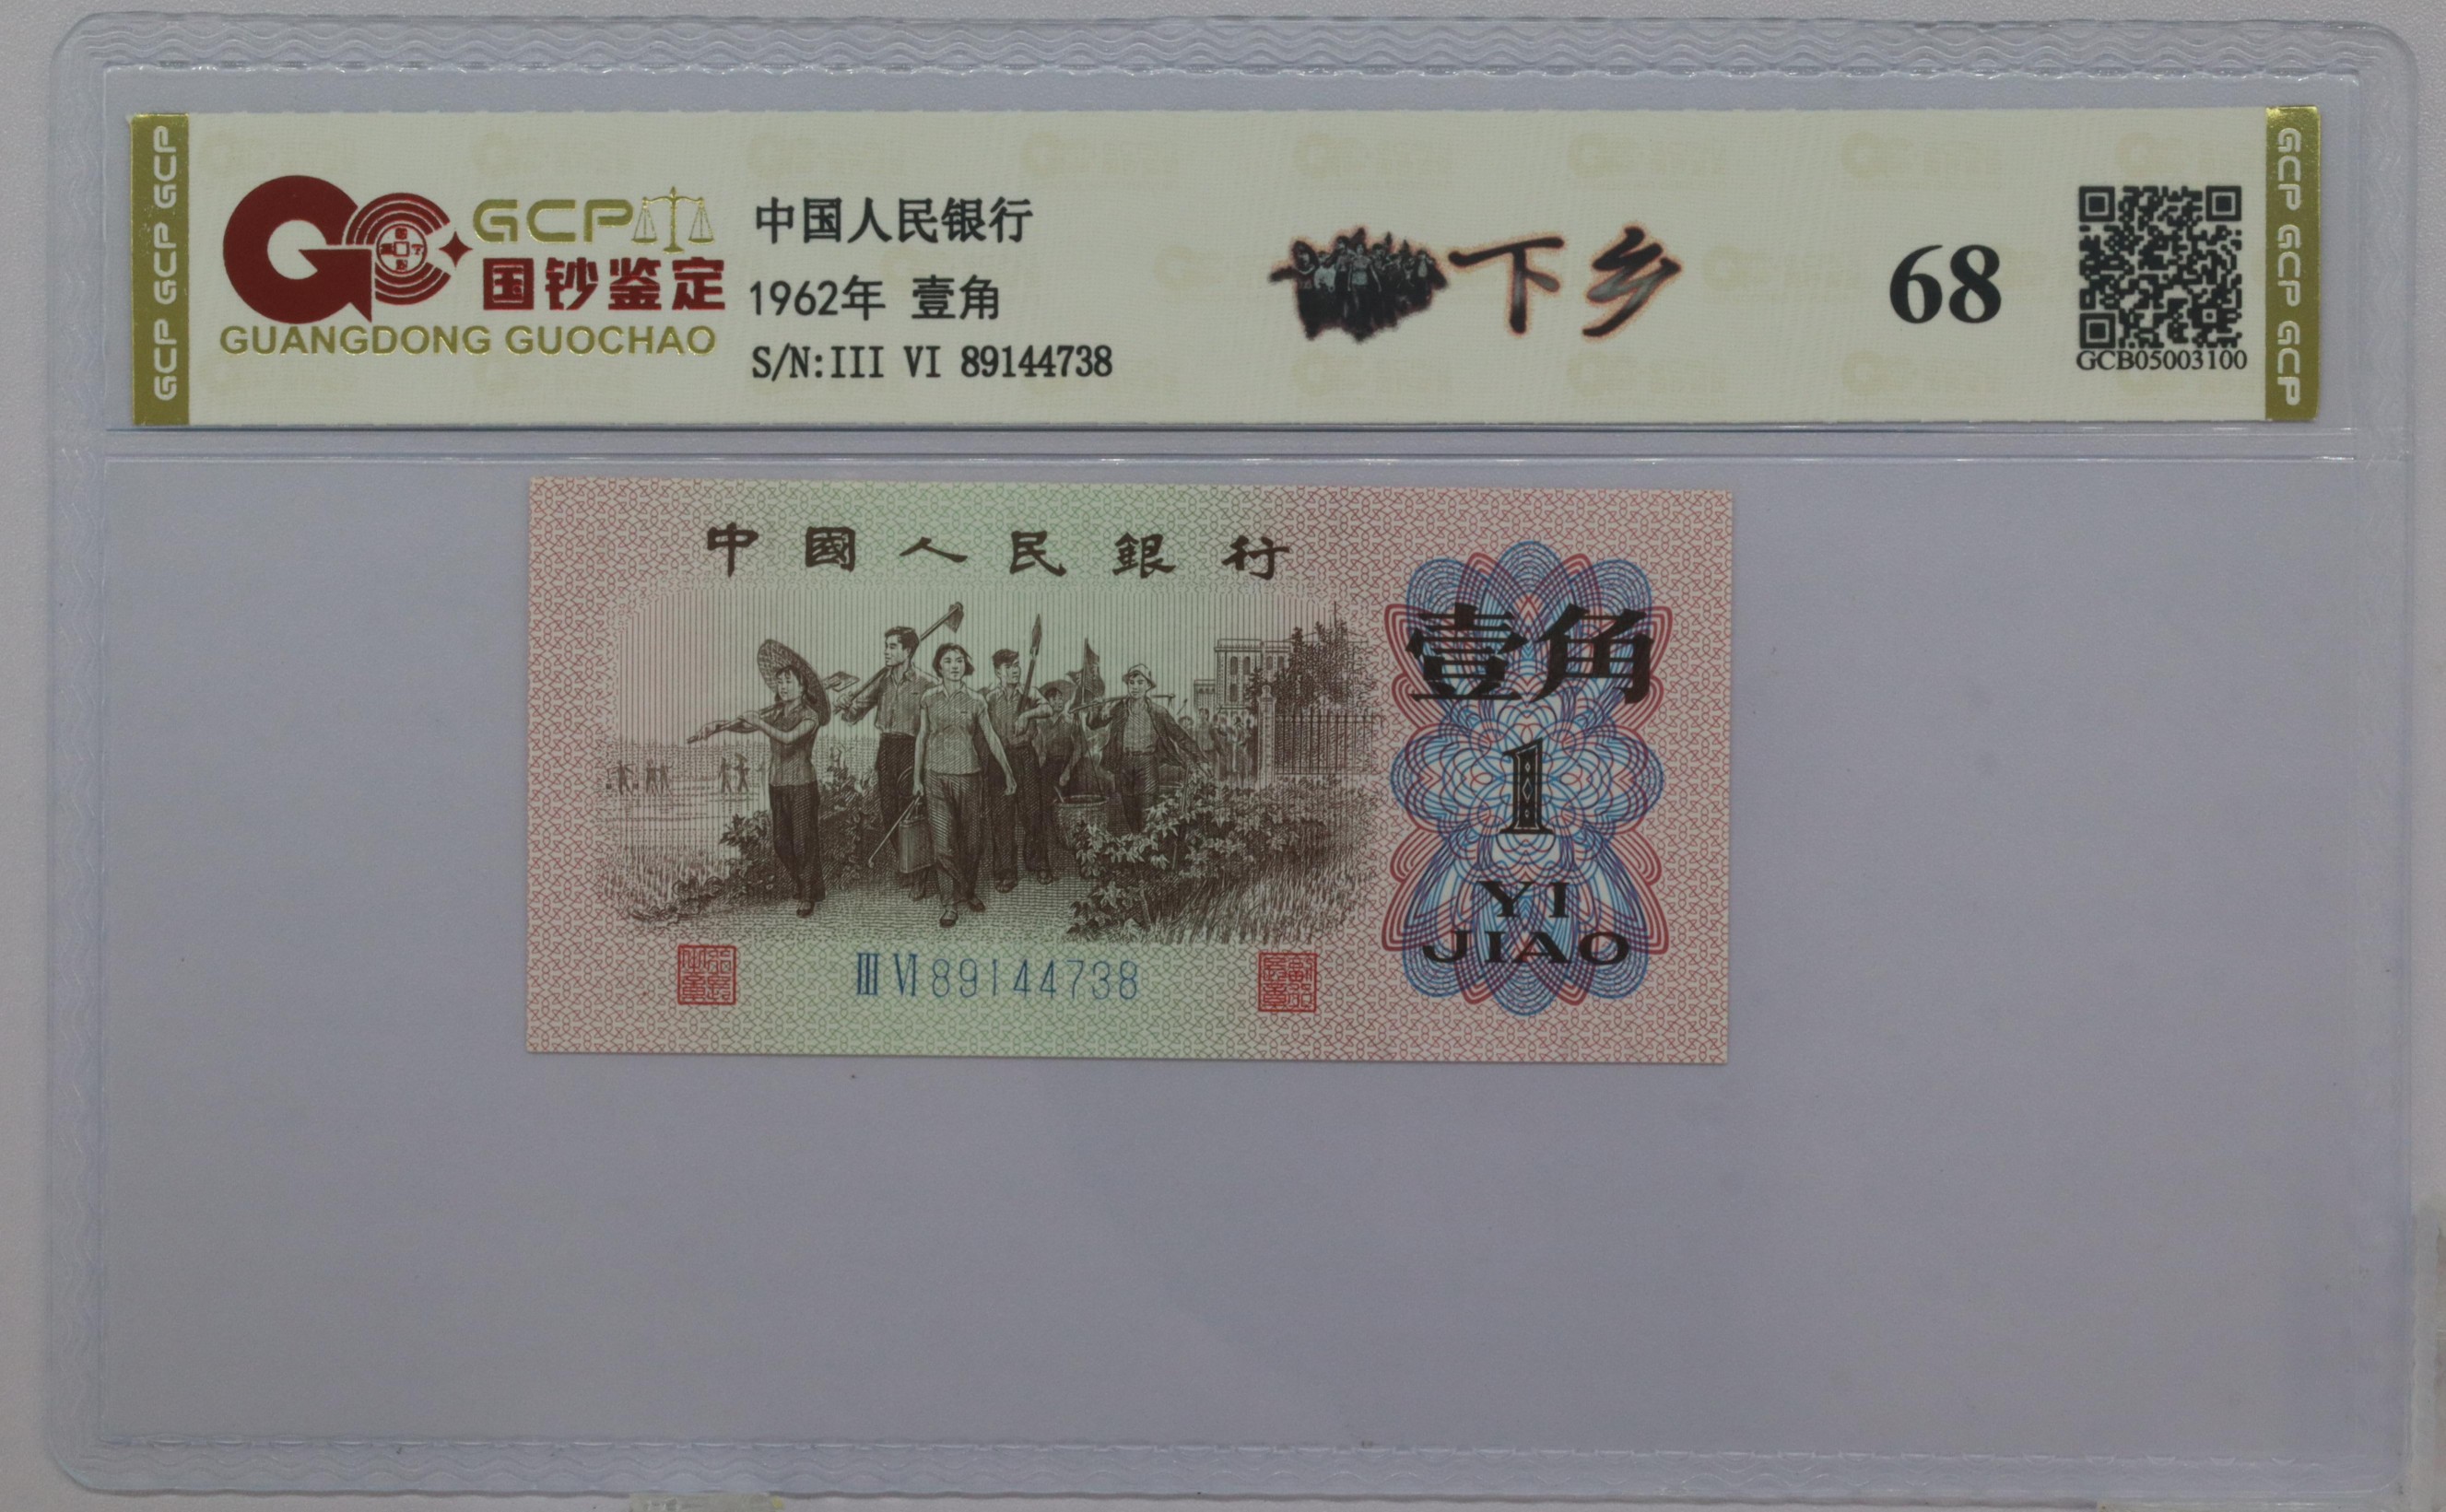 GCP GCP GCP
GCP
国钞鉴定
GUANGDONG GUOCHAO
中国人民银行
1962年 壹角
S/N:III VI 89144738
下乡
68
GCB05003100
GCP GCP GCP
中國人民銀行
壹角
1
YI
JIAO
III VI 89144738